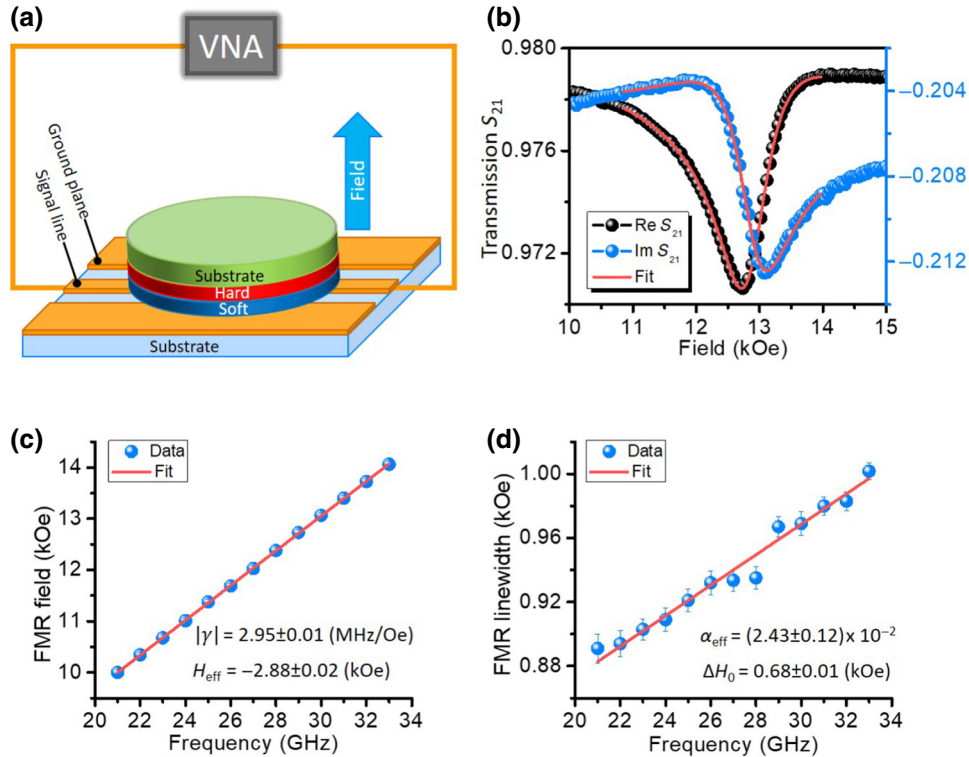 (a)
VNA
Ground plane
Signal line
Field
Substrate
Hard
Soft
Substrate
(b)
Transmission S21
0.980
0.976
0.972
−0.204
−0.208
−0.212
Re S21
Im S21
Fit
10 11 12 13 14 15
Field (kOe)
(c)
Data
Fit
FMR field (kOe)
14
13
12
11
10
|γ| = 2.95±0.01 (MHz/Oe)
Heff = −2.88±0.02 (kOe)
20 22 24 26 28 30 32 34
Frequency (GHz)
(d)
Data
Fit
FMR linewidth (kOe)
1.00
0.96
0.92
0.88
αeff = (2.43±0.12)x 10⁻²
ΔH0 = 0.68±0.01 (kOe)
20 22 24 26 28 30 32 34
Frequency (GHz)